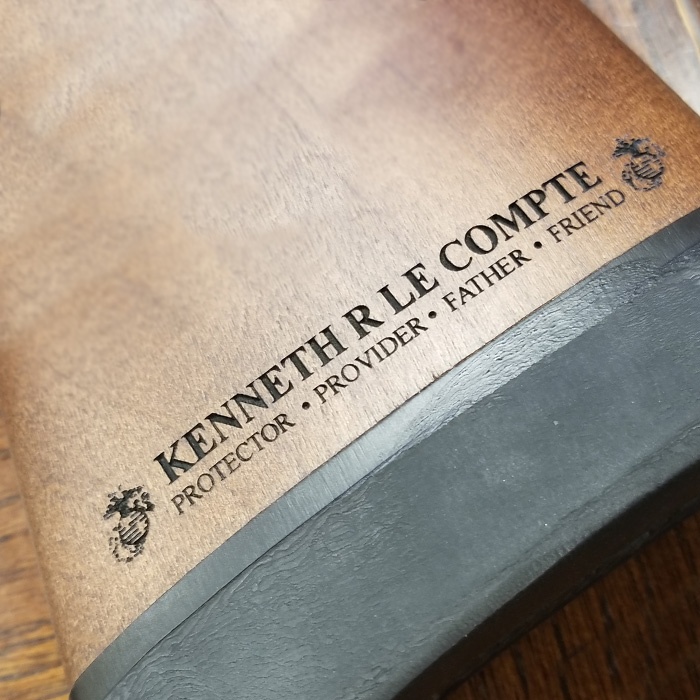 KENNETH R LE COMPTE
PROTECTOR • PROVIDER • FATHER • FRIEND